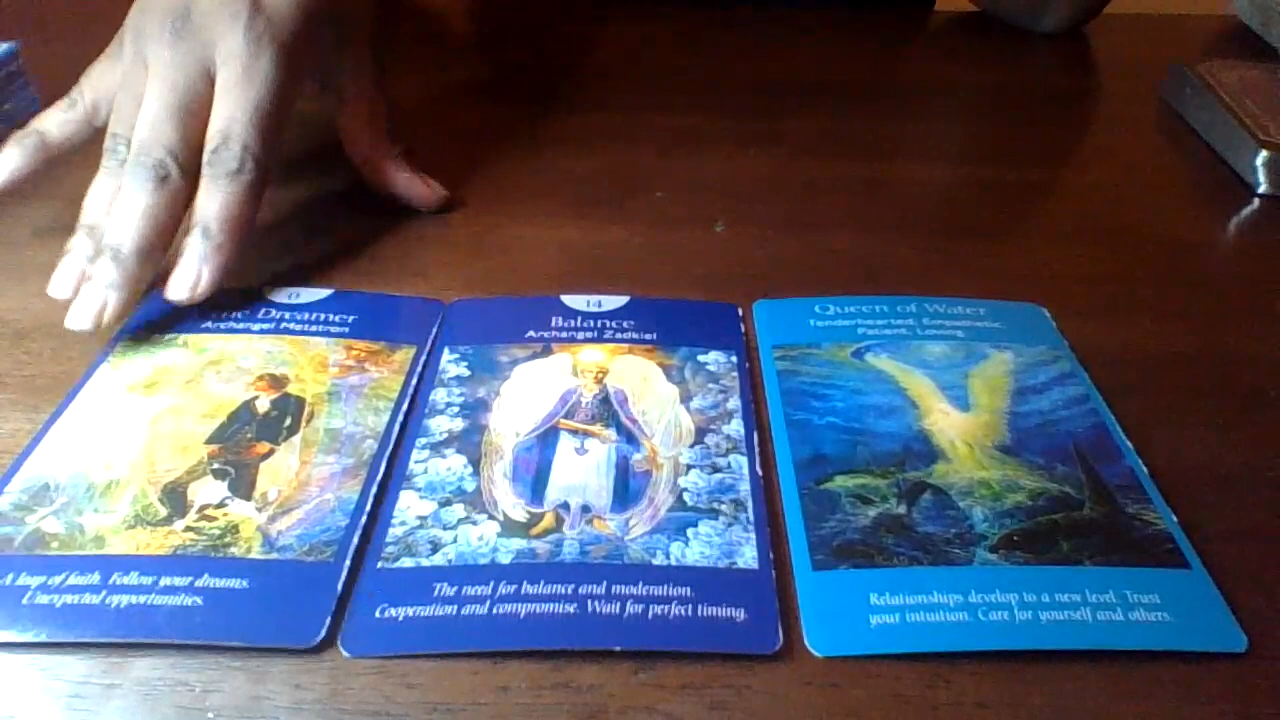 0
The Dreamer
Archangel Metatron
A leap of faith. Follow your dreams.
Unexpected opportunities.
14
Balance
Archangel Zadkiel
The need for balance and moderation.
Cooperation and compromise. Wait for perfect timing.
Queen of Water
Tenderhearted, Empathetic,
Patient, Loving
Relationships develop to a new level. Trust
your intuition. Care for yourself and others.